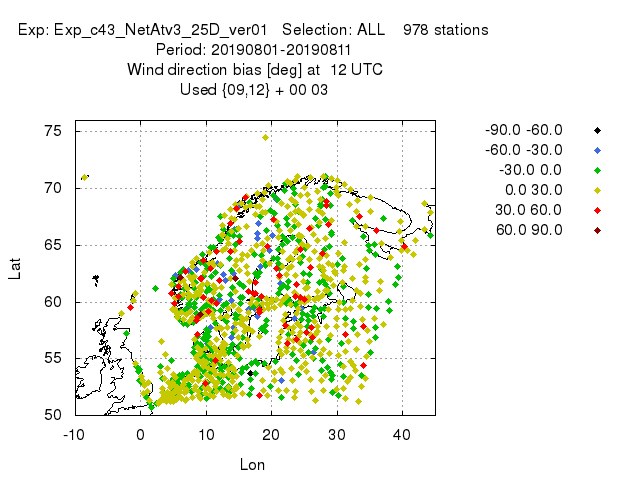 Exp: Exp_c43_NetAtv3_25D_ver01 Selection: ALL 978 stations
Period: 20190801-20190811
Wind direction bias [deg] at 12 UTC
Used {09,12} + 00 03
-90.0 -60.0
-60.0 -30.0
-30.0 0.0
0.0 30.0
30.0 60.0
60.0 90.0
75
70
65
60
55
50
Lat
-10 0 10 20 30 40
Lon